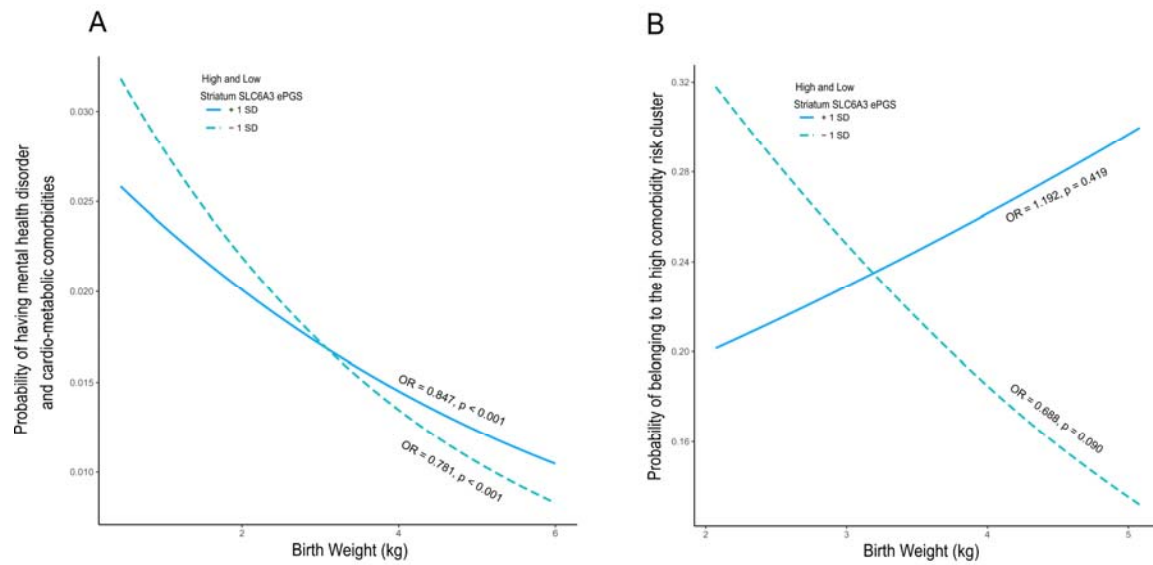 A
Probability of having mental health disorder
and cardio-metabolic comorbidities
0.030
0.025
0.020
0.015
0.010
High and Low
Striatum SLC6A3 ePGS
+ 1 SD
− 1 SD
OR = 0.847, p < 0.001
OR = 0.781, p < 0.001
2
4
6
Birth Weight (kg)
B
Probability of belonging to the high comorbidity risk cluster
0.32
0.28
0.24
0.20
0.16
High and Low
Striatum SLC6A3 ePGS
+ 1 SD
− 1 SD
OR = 1.192, p = 0.419
OR = 0.688, p = 0.090
2
3
4
5
Birth Weight (kg)